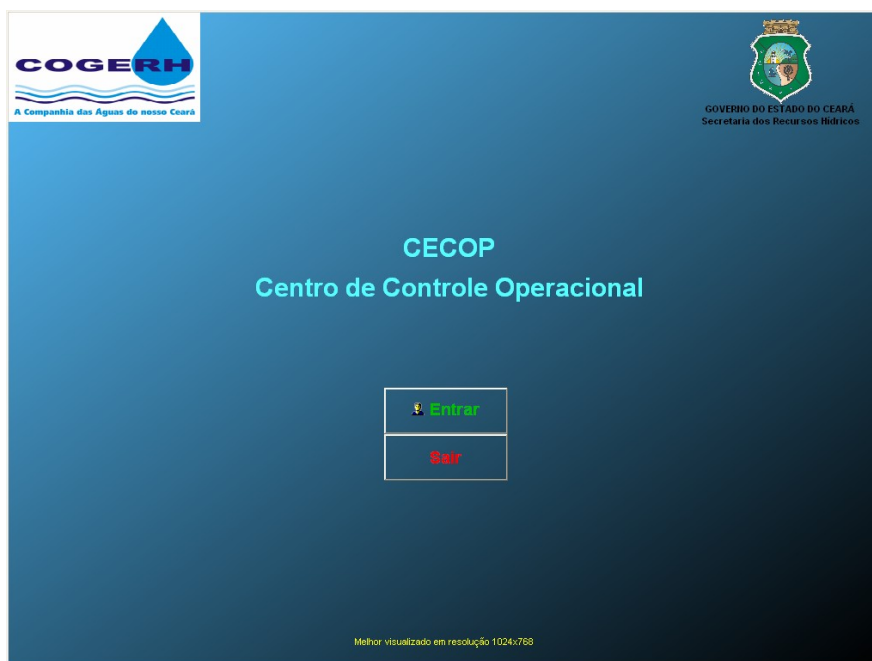 COGERH
A Companhia das Águas do nosso Ceará
GOVERNO DO ESTADO DO CEARÁ
Secretaria dos Recursos Hídricos
CECOP
Centro de Controle Operacional
Entrar
Sair
Melhor visualizado em resolução 1024x768